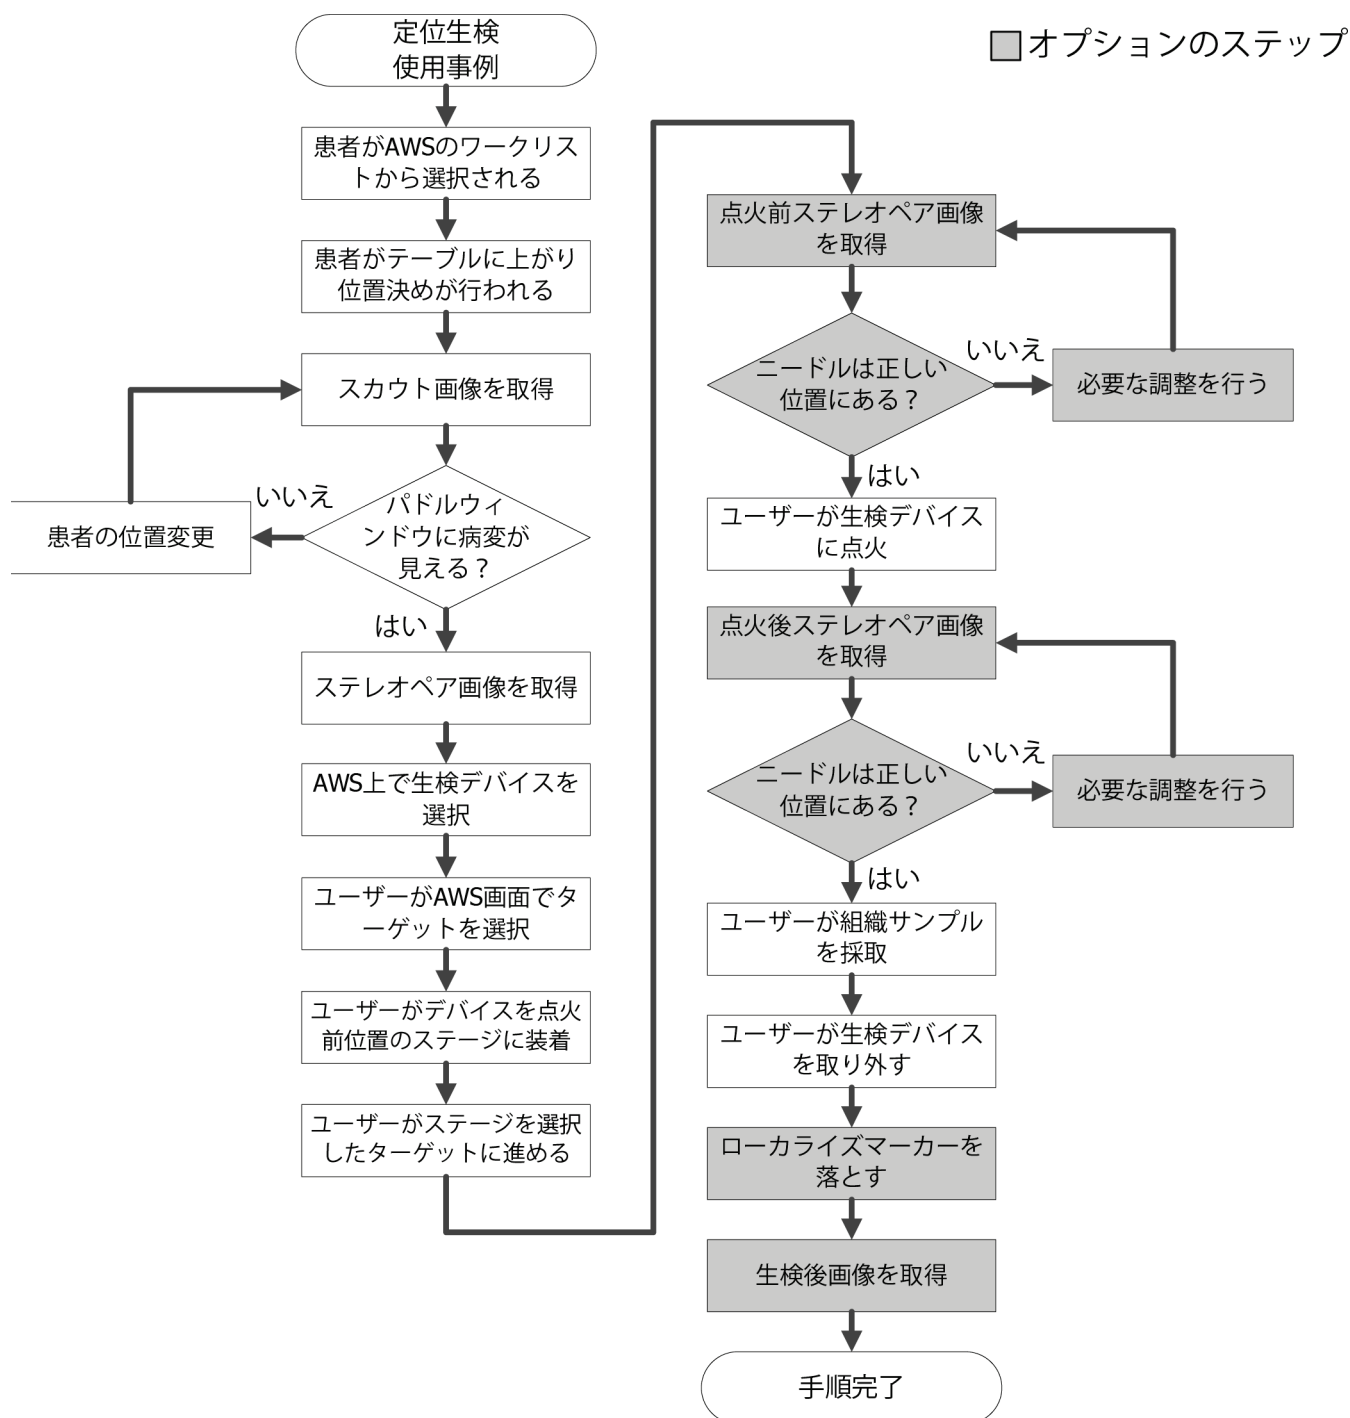 定位生検
使用事例
オプションのステップ
患者がAWSのワークリス
トから選択される
患者がテーブルに上がり
位置決めが行われる
スカウト画像を取得
パドルウィ
ンドウに病変が
見える？
いいえ
患者の位置変更
はい
ステレオペア画像を取得
AWS上で生検デバイスを
選択
ユーザーがAWS画面でタ
ーゲットを選択
ユーザーがデバイスを点火
前位置のステージに装着
ユーザーがステージを選択
したターゲットに進める
点火前ステレオペア画像
を取得
ニードルは正しい
位置にある？
いいえ
必要な調整を行う
はい
ユーザーが生検デバイス
に点火
点火後ステレオペア画像
を取得
ニードルは正しい
位置にある？
いいえ
必要な調整を行う
はい
ユーザーが組織サンプル
を採取
ユーザーが生検デバイス
を取り外す
ローカライズマーカーを
落とす
生検後画像を取得
手順完了